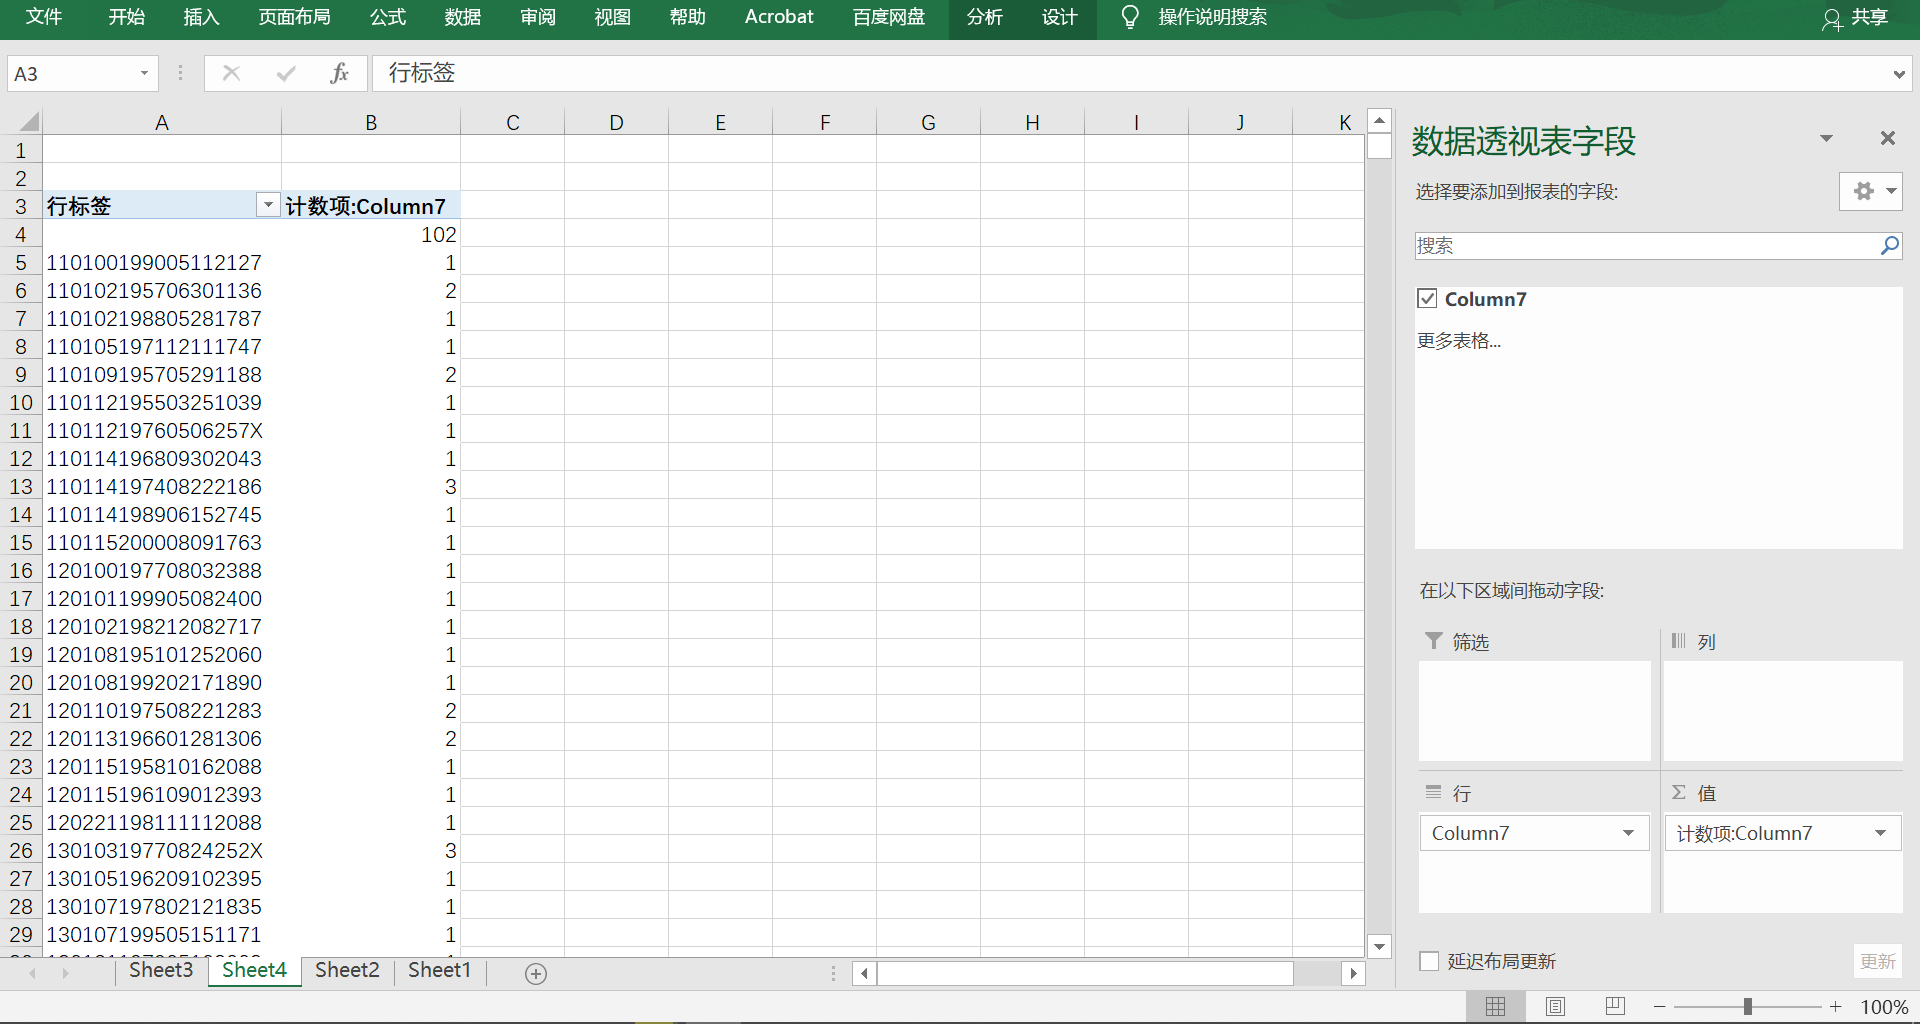 文件 开始 插入 页面布局 公式 数据 审阅 视图 帮助 Acrobat 百度网盘 分析 设计 操作说明搜索 共享
A3 fx 行标签
A B C D E F G H I J K
1
2
3 行标签 计数项:Column7
4 102
5 110100199005112127 1
6 110102195706301136 2
7 110102198805281787 1
8 110105197112111747 1
9 110109195705291188 2
10 110112195503251039 1
11 11011219760506257X 1
12 110114196809302043 1
13 110114197408222186 3
14 110114198906152745 1
15 110115200008091763 1
16 120100197708032388 1
17 120101199905082400 1
18 120102198212082717 1
19 120108195101252060 1
20 120108199202171890 1
21 120110197508221283 2
22 120113196601281306 2
23 120115195810162088 1
24 120115196109012393 1
25 120221198111112088 1
26 13010319770824252X 3
27 130105196209102395 1
28 130107197802121835 1
29 130107199505151171 1
Sheet3 Sheet4 Sheet2 Sheet1
数据透视表字段
选择要添加到报表的字段:
搜索
Column7
更多表格...
在以下区域间拖动字段:
筛选 列
行 Σ 值
Column7 计数项:Column7
延迟布局更新 更新
100%